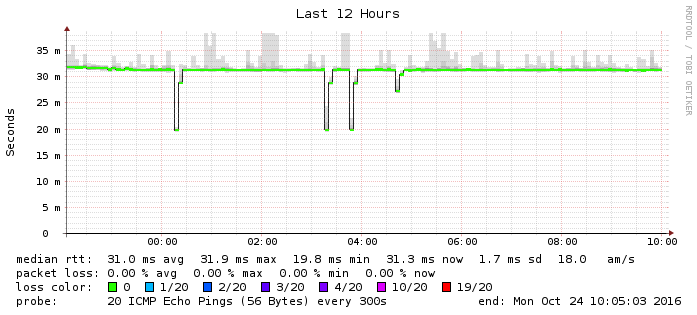 Last 12 Hours
RRDTOOL / TOBI OETIKER
Seconds
35 m
30 m
25 m
20 m
15 m
10 m
5 m
0
00:00 02:00 04:00 06:00 08:00 10:00
median rtt: 31.0 ms avg 31.9 ms max 19.8 ms min 31.3 ms now 1.7 ms sd 18.0 am/s
packet loss: 0.00 % avg 0.00 % max 0.00 % min 0.00 % now
loss color: 0 1/20 2/20 3/20 4/20 10/20 19/20
probe: 20 ICMP Echo Pings (56 Bytes) every 300s end: Mon Oct 24 10:05:03 2016